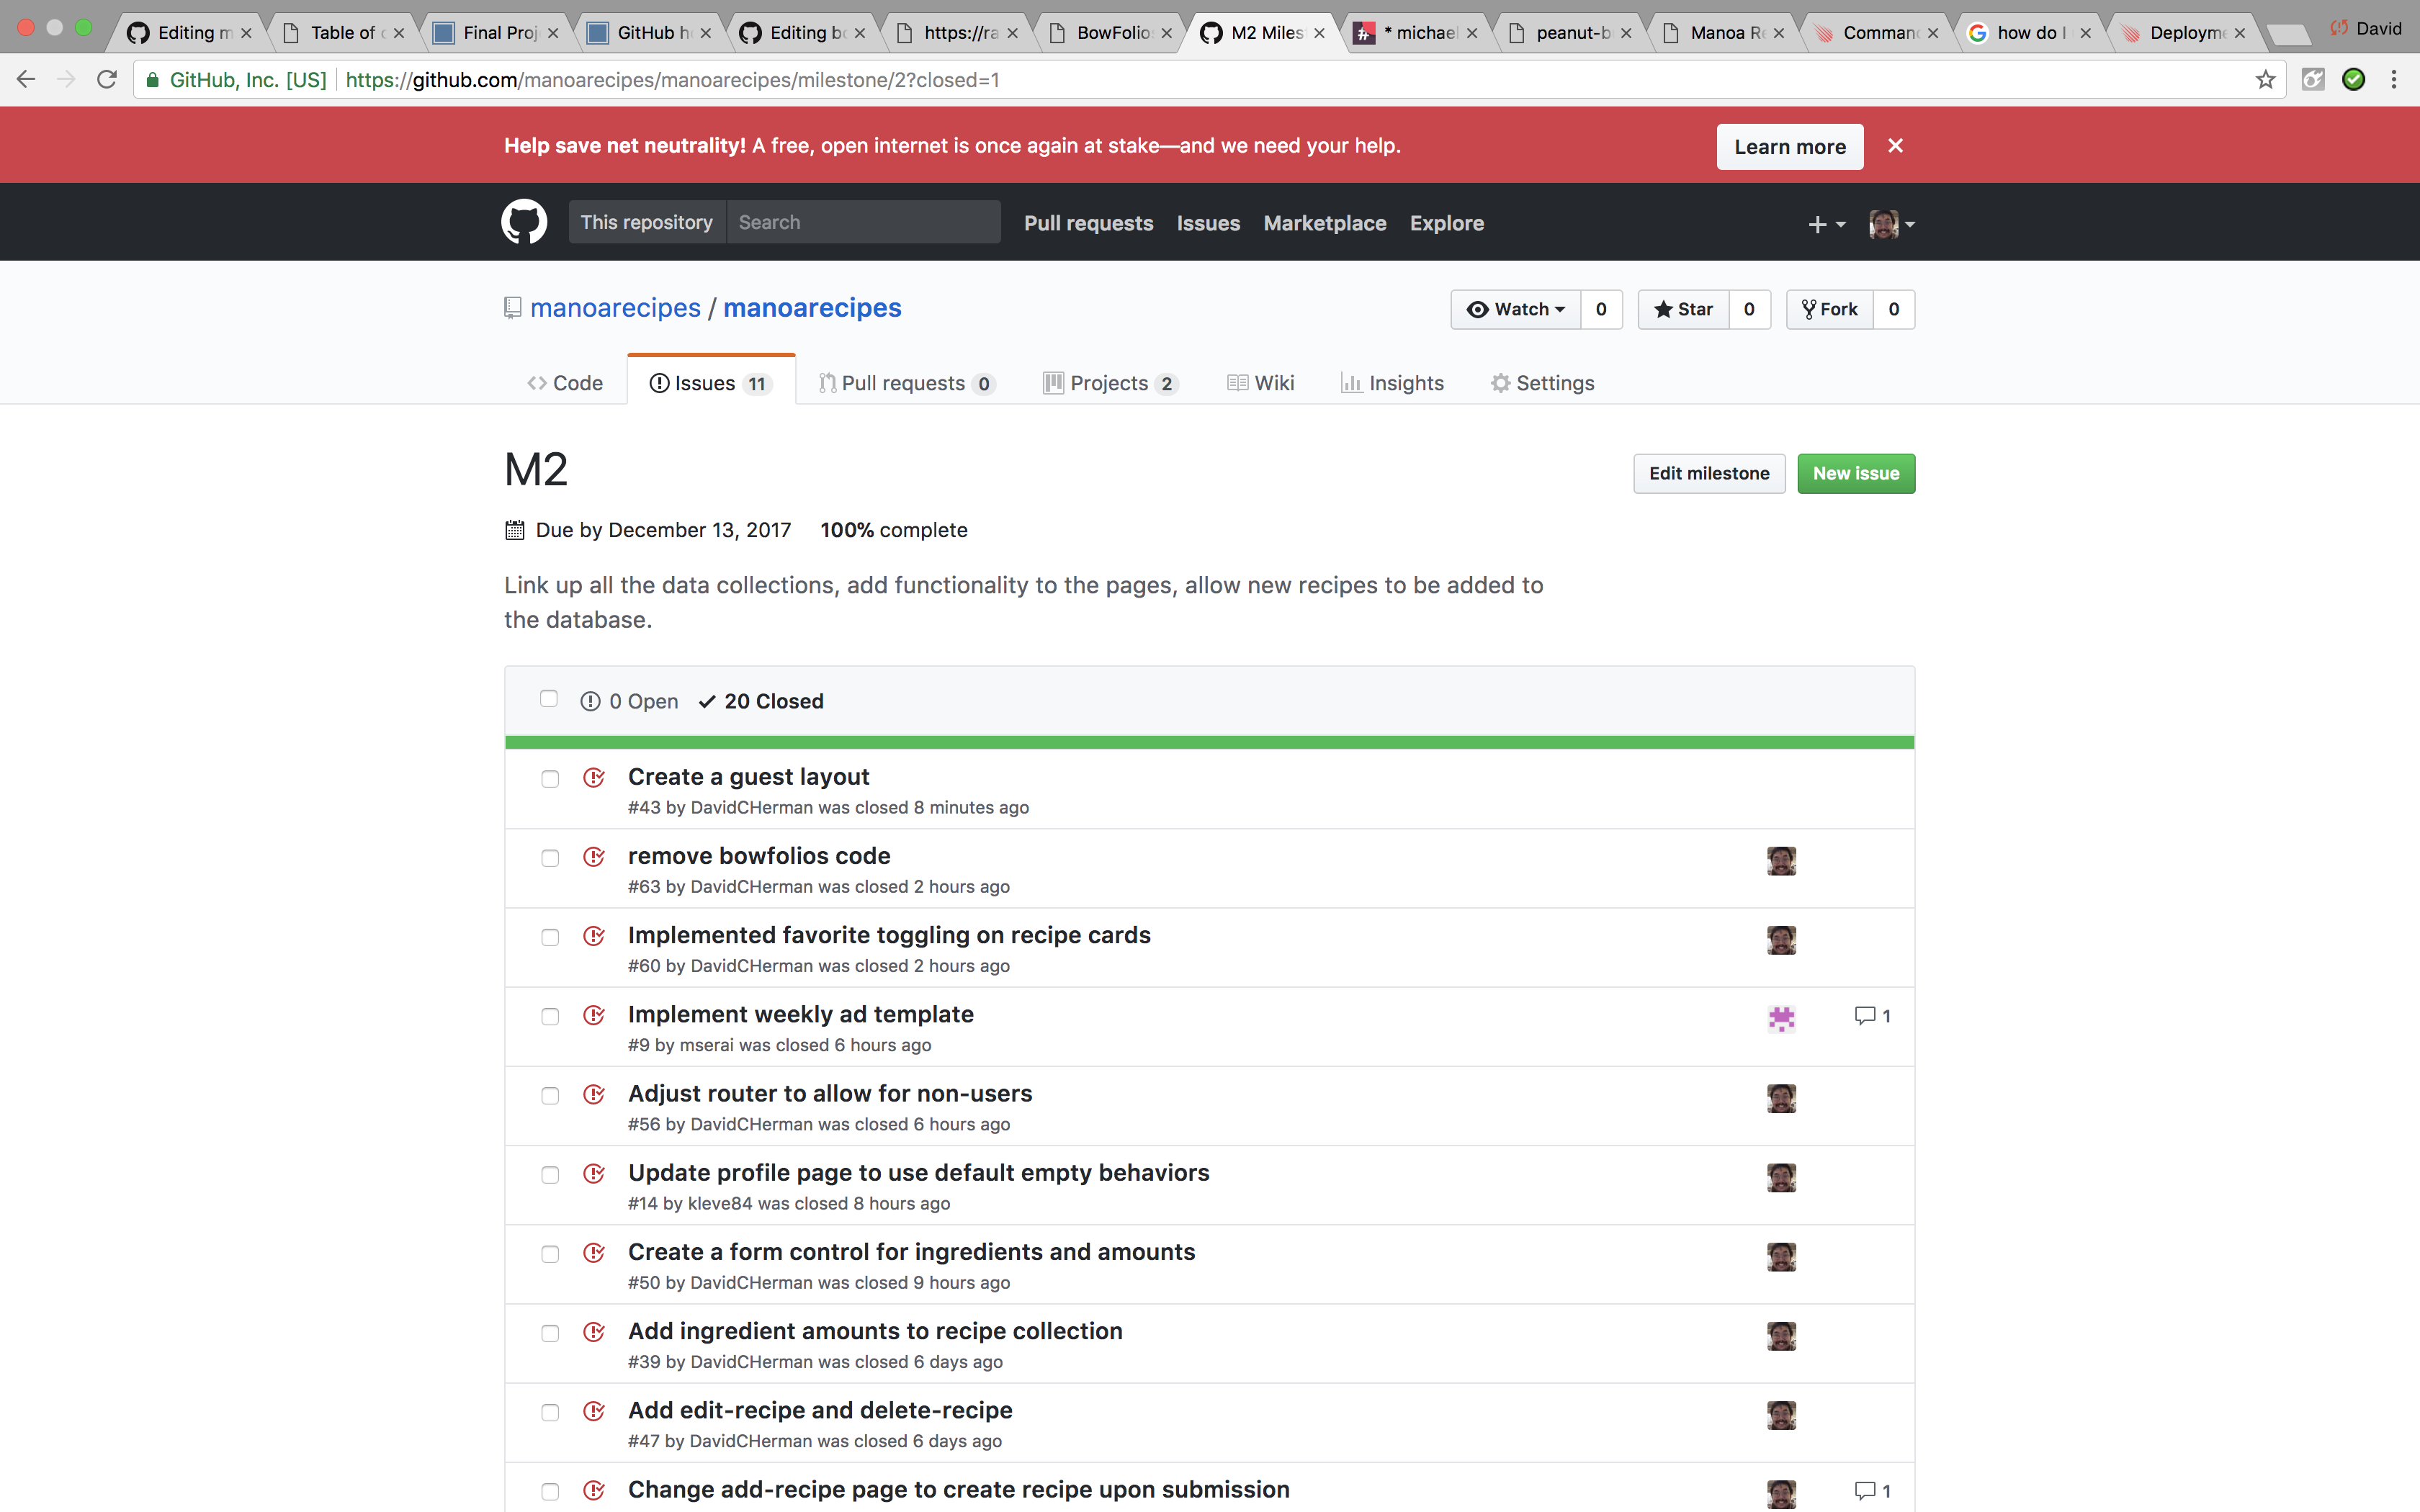 Editing m
Table of c
Final Proj
GitHub h
Editing bo
https://ra
BowFolio
M2 Miles
* michael
peanut-b
Manoa Re
Comman
how do I
Deployme
David
GitHub, Inc. [US]
https://github.com/manoarecipes/manoarecipes/milestone/2?closed=1
Help save net neutrality! A free, open internet is once again at stake—and we need your help.
Learn more
This repository
Search
Pull requests
Issues
Marketplace
Explore
manoarecipes / manoarecipes
Watch
0
Star
0
Fork
0
Code
Issues 11
Pull requests 0
Projects 2
Wiki
Insights
Settings
M2
Edit milestone
New issue
Due by December 13, 2017
100% complete
Link up all the data collections, add functionality to the pages, allow new recipes to be added to
the database.
0 Open
20 Closed
Create a guest layout
#43 by DavidCHerman was closed 8 minutes ago
remove bowfolios code
#63 by DavidCHerman was closed 2 hours ago
Implemented favorite toggling on recipe cards
#60 by DavidCHerman was closed 2 hours ago
Implement weekly ad template
1
#9 by mserai was closed 6 hours ago
Adjust router to allow for non-users
#56 by DavidCHerman was closed 6 hours ago
Update profile page to use default empty behaviors
#14 by kleve84 was closed 8 hours ago
Create a form control for ingredients and amounts
#50 by DavidCHerman was closed 9 hours ago
Add ingredient amounts to recipe collection
#39 by DavidCHerman was closed 6 days ago
Add edit-recipe and delete-recipe
#47 by DavidCHerman was closed 6 days ago
Change add-recipe page to create recipe upon submission
1